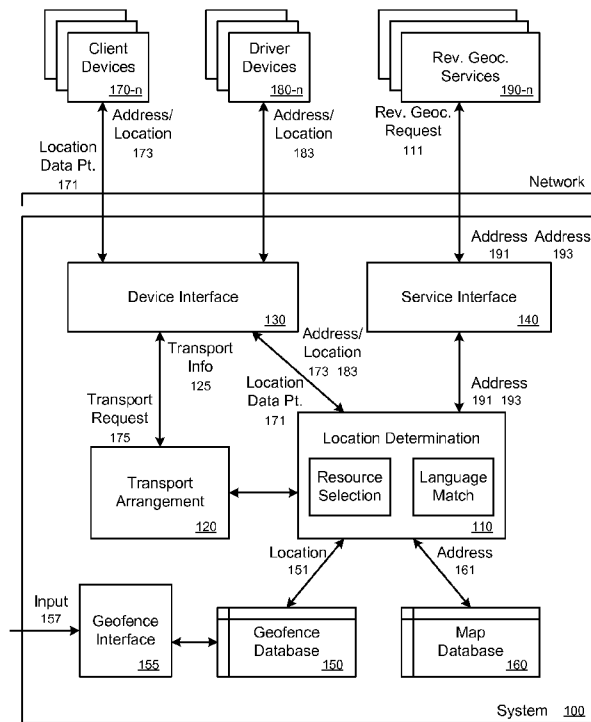 Client
Devices
170-n
Driver
Devices
180-n
Rev. Geoc.
Services
190-n
Location
Data Pt.
171
Address/
Location
173
Address/
Location
183
Rev. Geoc.
Request
111
Network
Address
191
Address
193
Device Interface
130
Service Interface
140
Transport
Info
125
Address/
Location
173 183
Location
Data Pt.
171
Address
191 193
Transport
Request
175
Transport
Arrangement
120
Location Determination
Resource
Selection
Language
Match
110
Location
151
Address
161
Input
157
Geofence
Interface
155
Geofence
Database
150
Map
Database
160
System 100